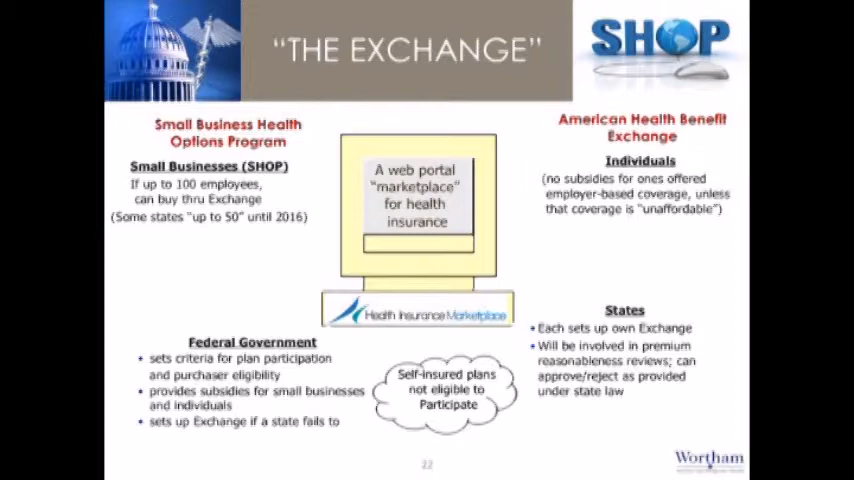 "THE EXCHANGE"
SHOP
Small Business Health
Options Program
Small Businesses (SHOP)
If up to 100 employees,
can buy thru Exchange
(Some states "up to 50" until 2016)
A web portal
"marketplace"
for health
insurance
Health Insurance Marketplace
American Health Benefit
Exchange
Individuals
(no subsidies for ones offered
employer-based coverage, unless
that coverage is "unaffordable")
Federal Government
• sets criteria for plan participation
and purchaser eligibility
• provides subsidies for small businesses
and individuals
• sets up Exchange if a state fails to
Self-insured plans
not eligible to
Participate
States
• Each sets up own Exchange
• Will be involved in premium
reasonableness reviews; can
approve/reject as provided
under state law
22
Wortham